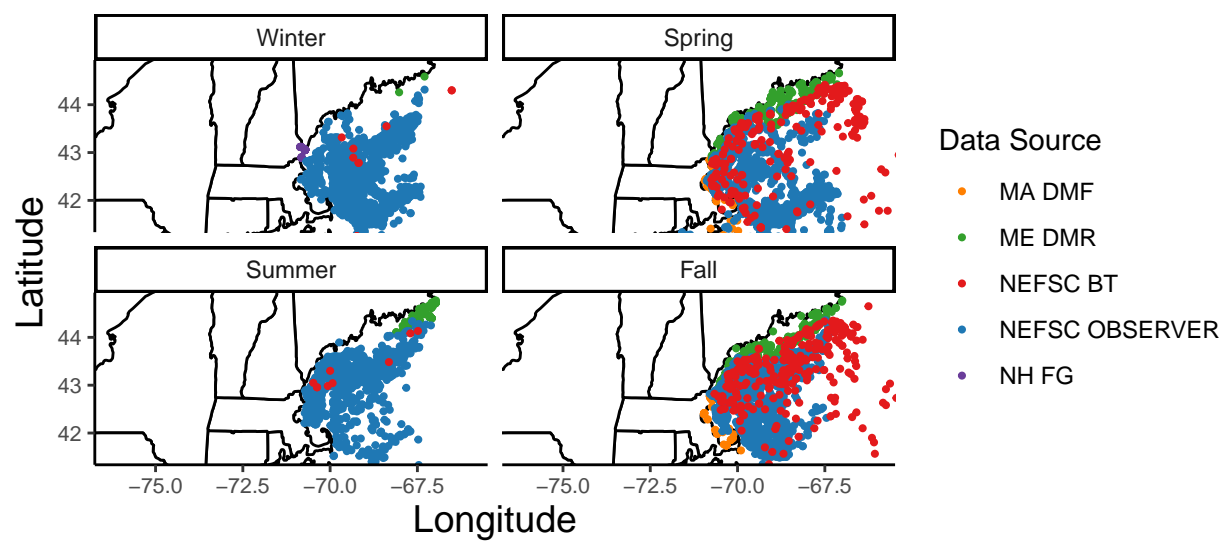 Winter
Spring
44
43
42
Summer
Fall
44
43
42
−75.0
−72.5
−70.0
−67.5
−75.0
−72.5
−70.0
−67.5
Longitude
Latitude
Data Source
MA DMF
ME DMR
NEFSC BT
NEFSC OBSERVER
NH FG